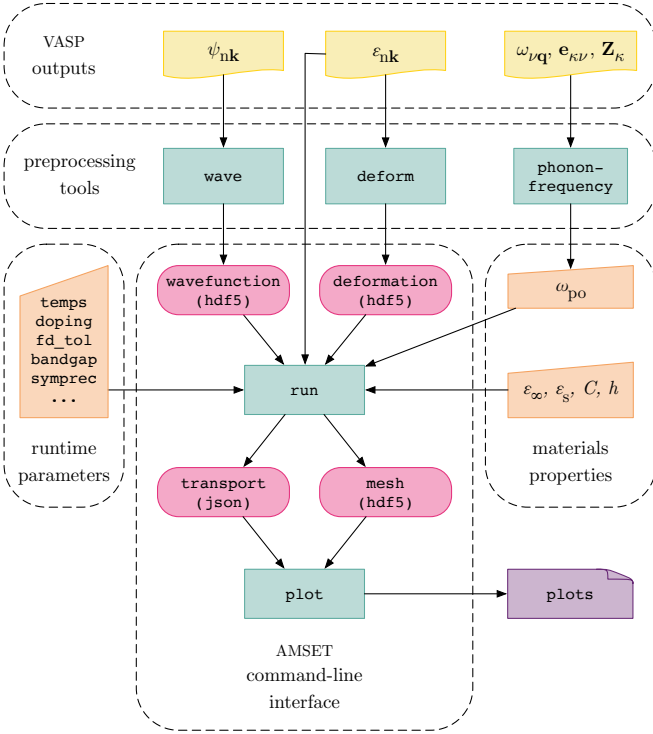 VASP
outputs
ψn𝐤
εn𝐤
ων𝐪, 𝐞κν, 𝐙κ
preprocessing
tools
wave
deform
phonon-
frequency
wavefunction
(hdf5)
deformation
(hdf5)
ωpo
temps
doping
fd_tol
bandgap
symprec
...
run
ε∞, εs, C, h
runtime
parameters
materials
properties
transport
(json)
mesh
(hdf5)
plot
plots
AMSET
command-line
interface